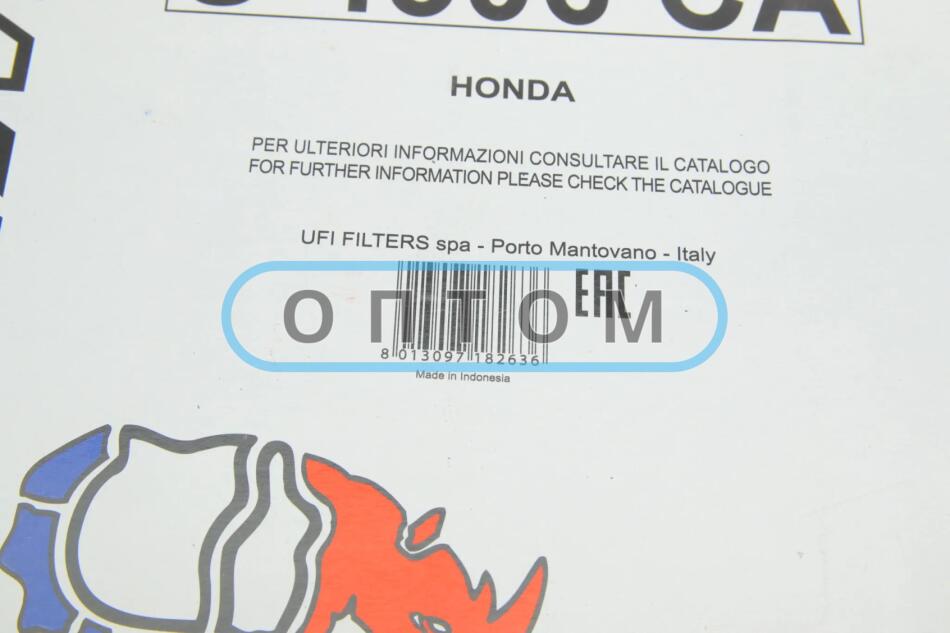 HONDA
PER ULTERIORI INFORMAZIONI CONSULTARE IL CATALOGO
FOR FURTHER INFORMATION PLEASE CHECK THE CATALOGUE
UFI FILTERS spa - Porto Mantovano - Italy
EAC
ОПТОМ
8 013097 182636
Made in Indonesia